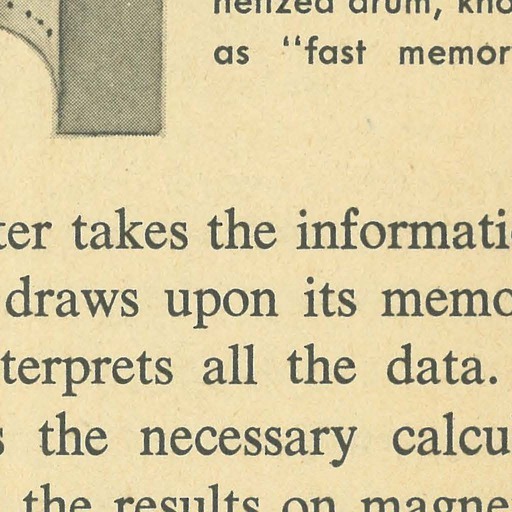 netized drum, kno
as “fast memor
ter takes the informati
draws upon its memo
terprets all the data.
s the necessary calcu
the results on magne